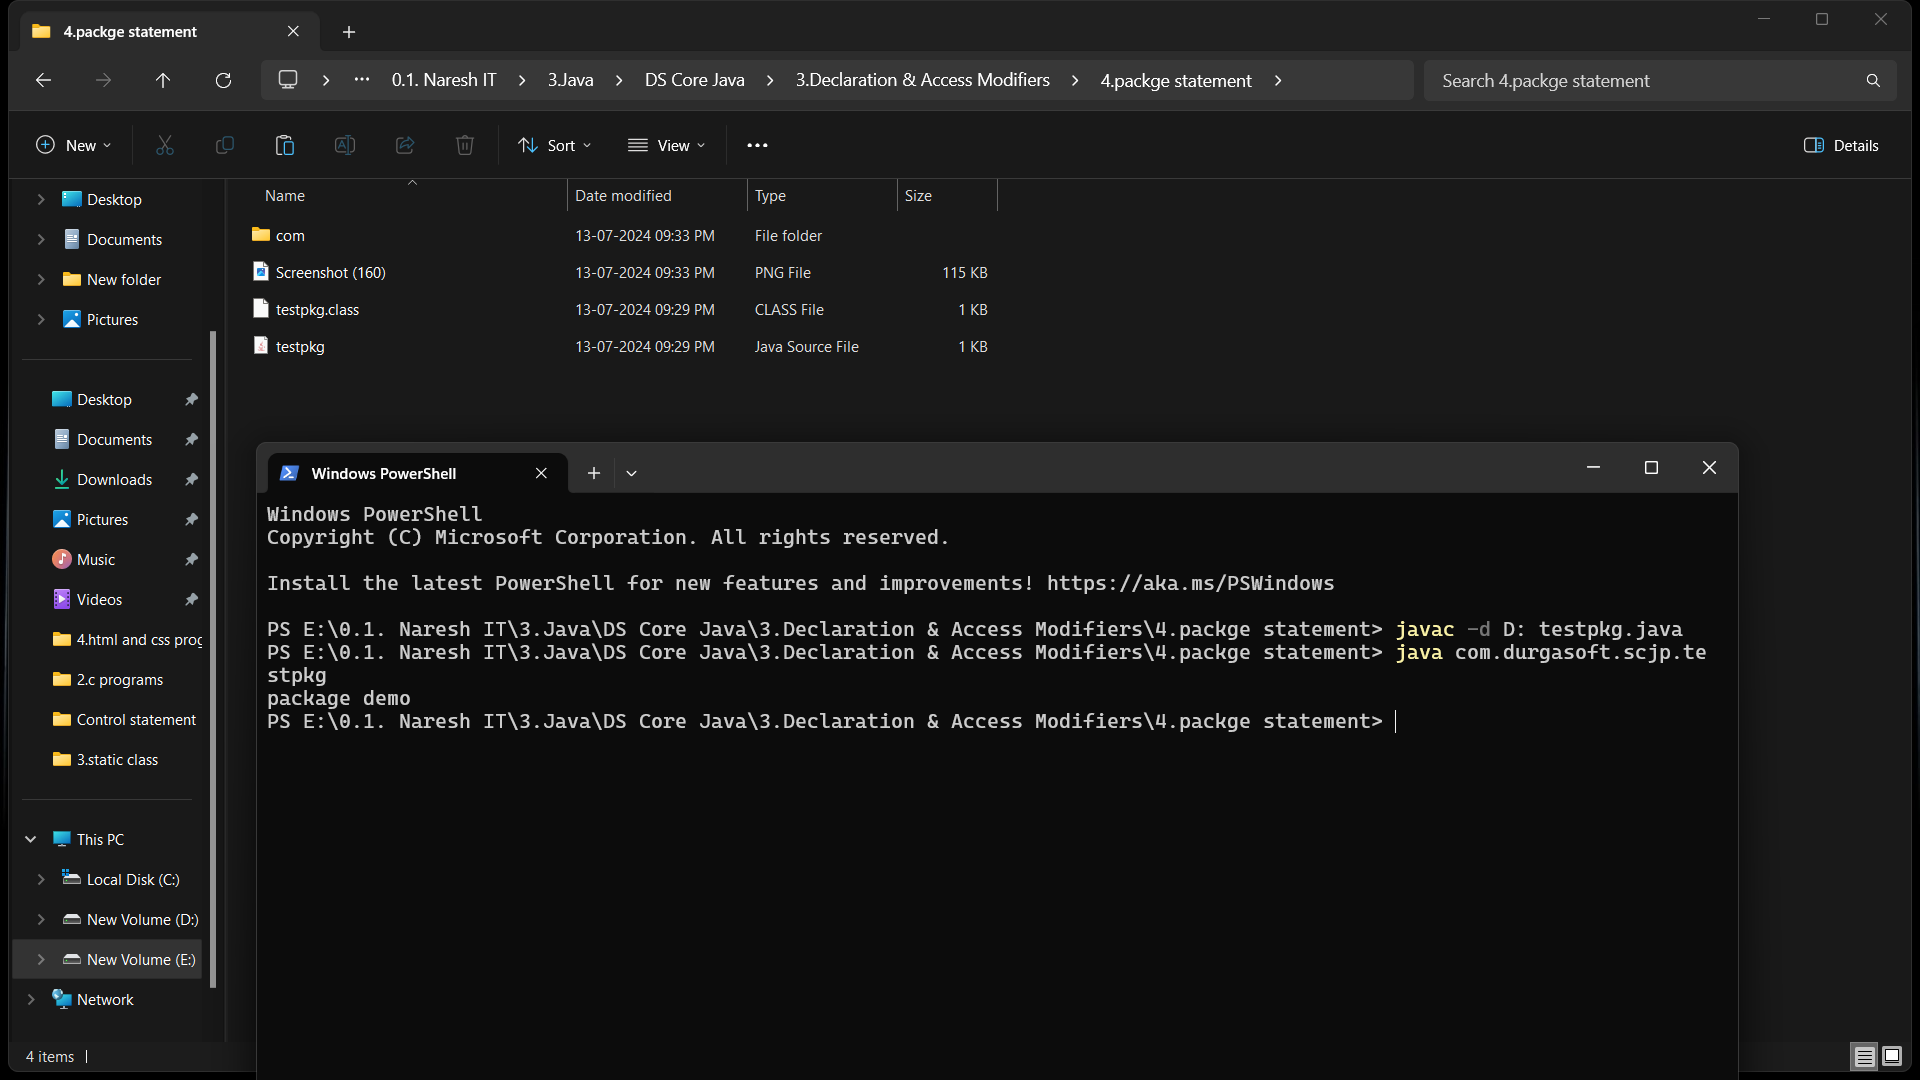 4.packge statement
0.1. Naresh IT
3.Java
DS Core Java
3.Declaration & Access Modifiers
4.packge statement
Search 4.packge statement
New
Sort
View
Details
Name Date modified Type Size
com 13-07-2024 09:33 PM File folder
Screenshot (160) 13-07-2024 09:33 PM PNG File 115 KB
testpkg.class 13-07-2024 09:29 PM CLASS File 1 KB
testpkg 13-07-2024 09:29 PM Java Source File 1 KB
Desktop
Documents
New folder
Pictures
Desktop
Documents
Downloads
Pictures
Music
Videos
4.html and css prog
2.c programs
Control statement
3.static class
This PC
Local Disk (C:)
New Volume (D:)
New Volume (E:)
Network
4 items
Windows PowerShell
Windows PowerShell
Copyright (C) Microsoft Corporation. All rights reserved.
Install the latest PowerShell for new features and improvements! https://aka.ms/PSWindows
PS E:\0.1. Naresh IT\3.Java\DS Core Java\3.Declaration & Access Modifiers\4.packge statement> javac -d D: testpkg.java
PS E:\0.1. Naresh IT\3.Java\DS Core Java\3.Declaration & Access Modifiers\4.packge statement> java com.durgasoft.scjp.te
stpkg
package demo
PS E:\0.1. Naresh IT\3.Java\DS Core Java\3.Declaration & Access Modifiers\4.packge statement>